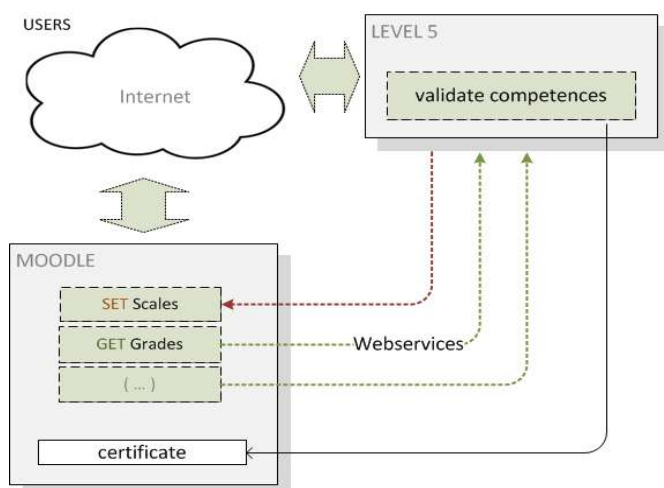 USERS
Internet
LEVEL 5
validate competences
MOODLE
SET Scales
GET Grades
Webservices
( ... )
certificate